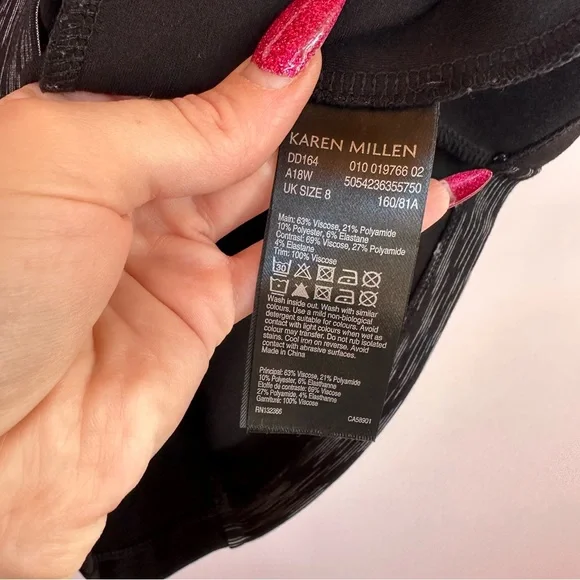 KAREN MILLEN
DD164 010 019766 02
A18W 5054236355750
UK SIZE 8 160/81A
Main: 63% Viscose, 21% Polyamide
10% Polyester, 6% Elastane
Contrast: 69% Viscose, 27% Polyamide
4% Elastane
Trim: 100% Viscose
30
Wash inside out. Wash with similar
colours. Use a mild non-biological
detergent suitable for colours. Avoid
contact with light colours when wet as
colour may transfer. Do not rub isolated
stains. Cool iron on reverse. Avoid
contact with abrasive surfaces.
Made in China
Principal: 63% Viscose, 21% Polyamide
10% Polyester, 6% Elasthanne
Etoffe de contraste: 69% Viscose
27% Polyamide, 4% Elasthanne
Garniture: 100% Viscose
RN132386 CA58901